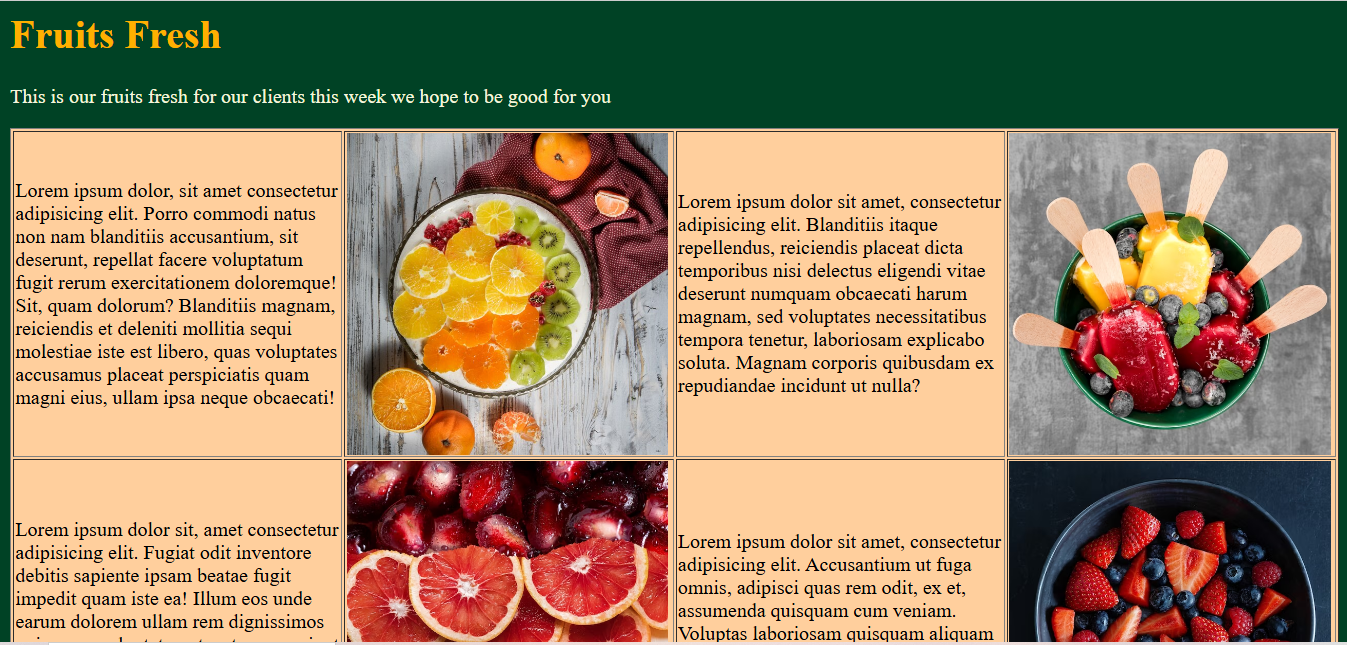 Fruits Fresh
This is our fruits fresh for our clients this week we hope to be good for you
Lorem ipsum dolor, sit amet consectetur
adipisicing elit. Porro commodi natus
non nam blanditiis accusantium, sit
deserunt, repellat facere voluptatum
fugit rerum exercitationem doloremque!
Sit, quam dolorum? Blanditiis magnam,
reiciendis et deleniti mollitia sequi
molestiae iste est libero, quas voluptates
accusamus placeat perspiciatis quam
magni eius, ullam ipsa neque obcaecati!
Lorem ipsum dolor sit amet, consectetur
adipisicing elit. Blanditiis itaque
repellendus, reiciendis placeat dicta
temporibus nisi delectus eligendi vitae
deserunt numquam obcaecati harum
magnam, sed voluptates necessitatibus
tempora tenetur, laboriosam explicabo
soluta. Magnam corporis quibusdam ex
repudiandae incidunt ut nulla?
Lorem ipsum dolor sit, amet consectetur
adipisicing elit. Fugiat odit inventore
debitis sapiente ipsam beatae fugit
impedit quam iste ea! Illum eos unde
earum dolorem ullam rem dignissimos
Lorem ipsum dolor sit amet, consectetur
adipisicing elit. Accusantium ut fuga
omnis, adipisci quas rem odit, ex et,
assumenda quisquam cum veniam.
Voluptas laboriosam quisquam aliquam